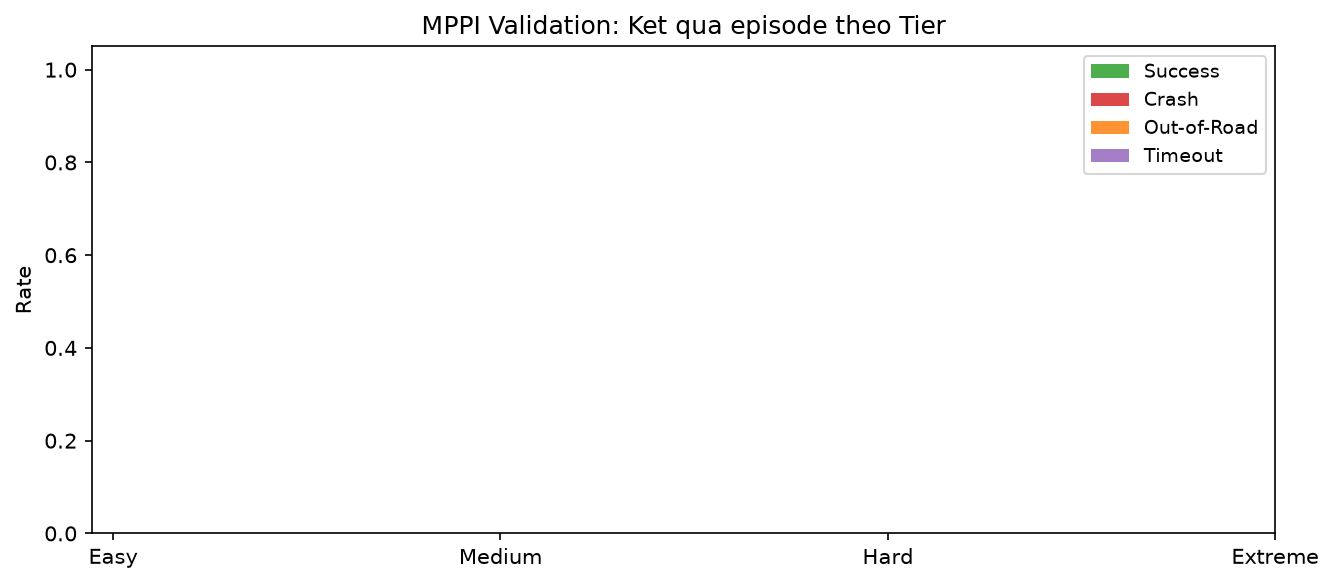 MPPI Validation: Ket qua episode theo Tier
1.0
0.8
0.6
0.4
0.2
0.0
Rate
Success
Crash
Out-of-Road
Timeout
Easy
Medium
Hard
Extreme